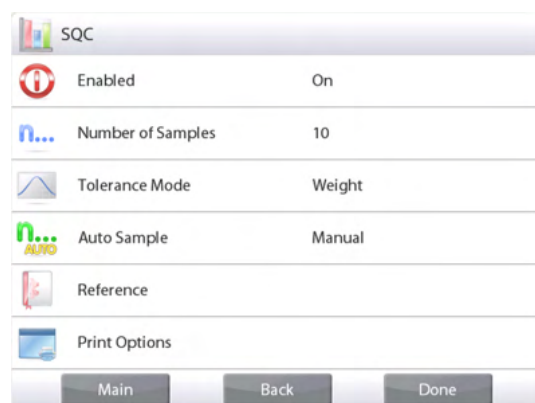 SQC
Enabled On
n... Number of Samples 10
Tolerance Mode Weight
n... AUTO Auto Sample Manual
Reference
Print Options
Main Back Done